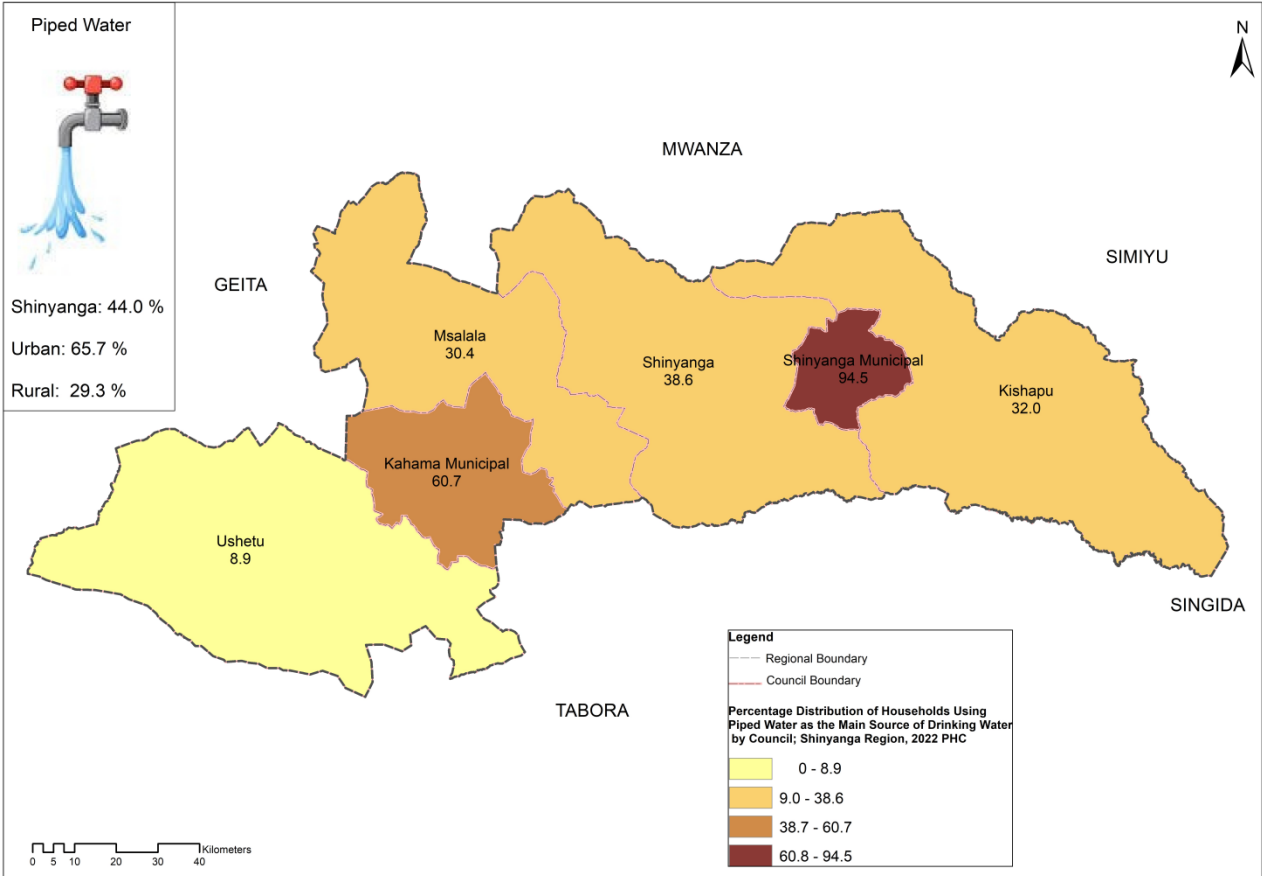 Piped Water
Shinyanga: 44.0 %
Urban: 65.7 %
Rural: 29.3 %
N
MWANZA
SIMIYU
GEITA
Msalala
30.4
Shinyanga
38.6
Shinyanga Municipal
94.5
Kishapu
32.0
Kahama Municipal
60.7
Ushetu
8.9
SINGIDA
TABORA
Legend
Regional Boundary
Council Boundary
Percentage Distribution of Households Using
Piped Water as the Main Source of Drinking Water
by Council; Shinyanga Region, 2022 PHC
0 - 8.9
9.0 - 38.6
38.7 - 60.7
60.8 - 94.5
Kilometers
0 5 10 20 30 40